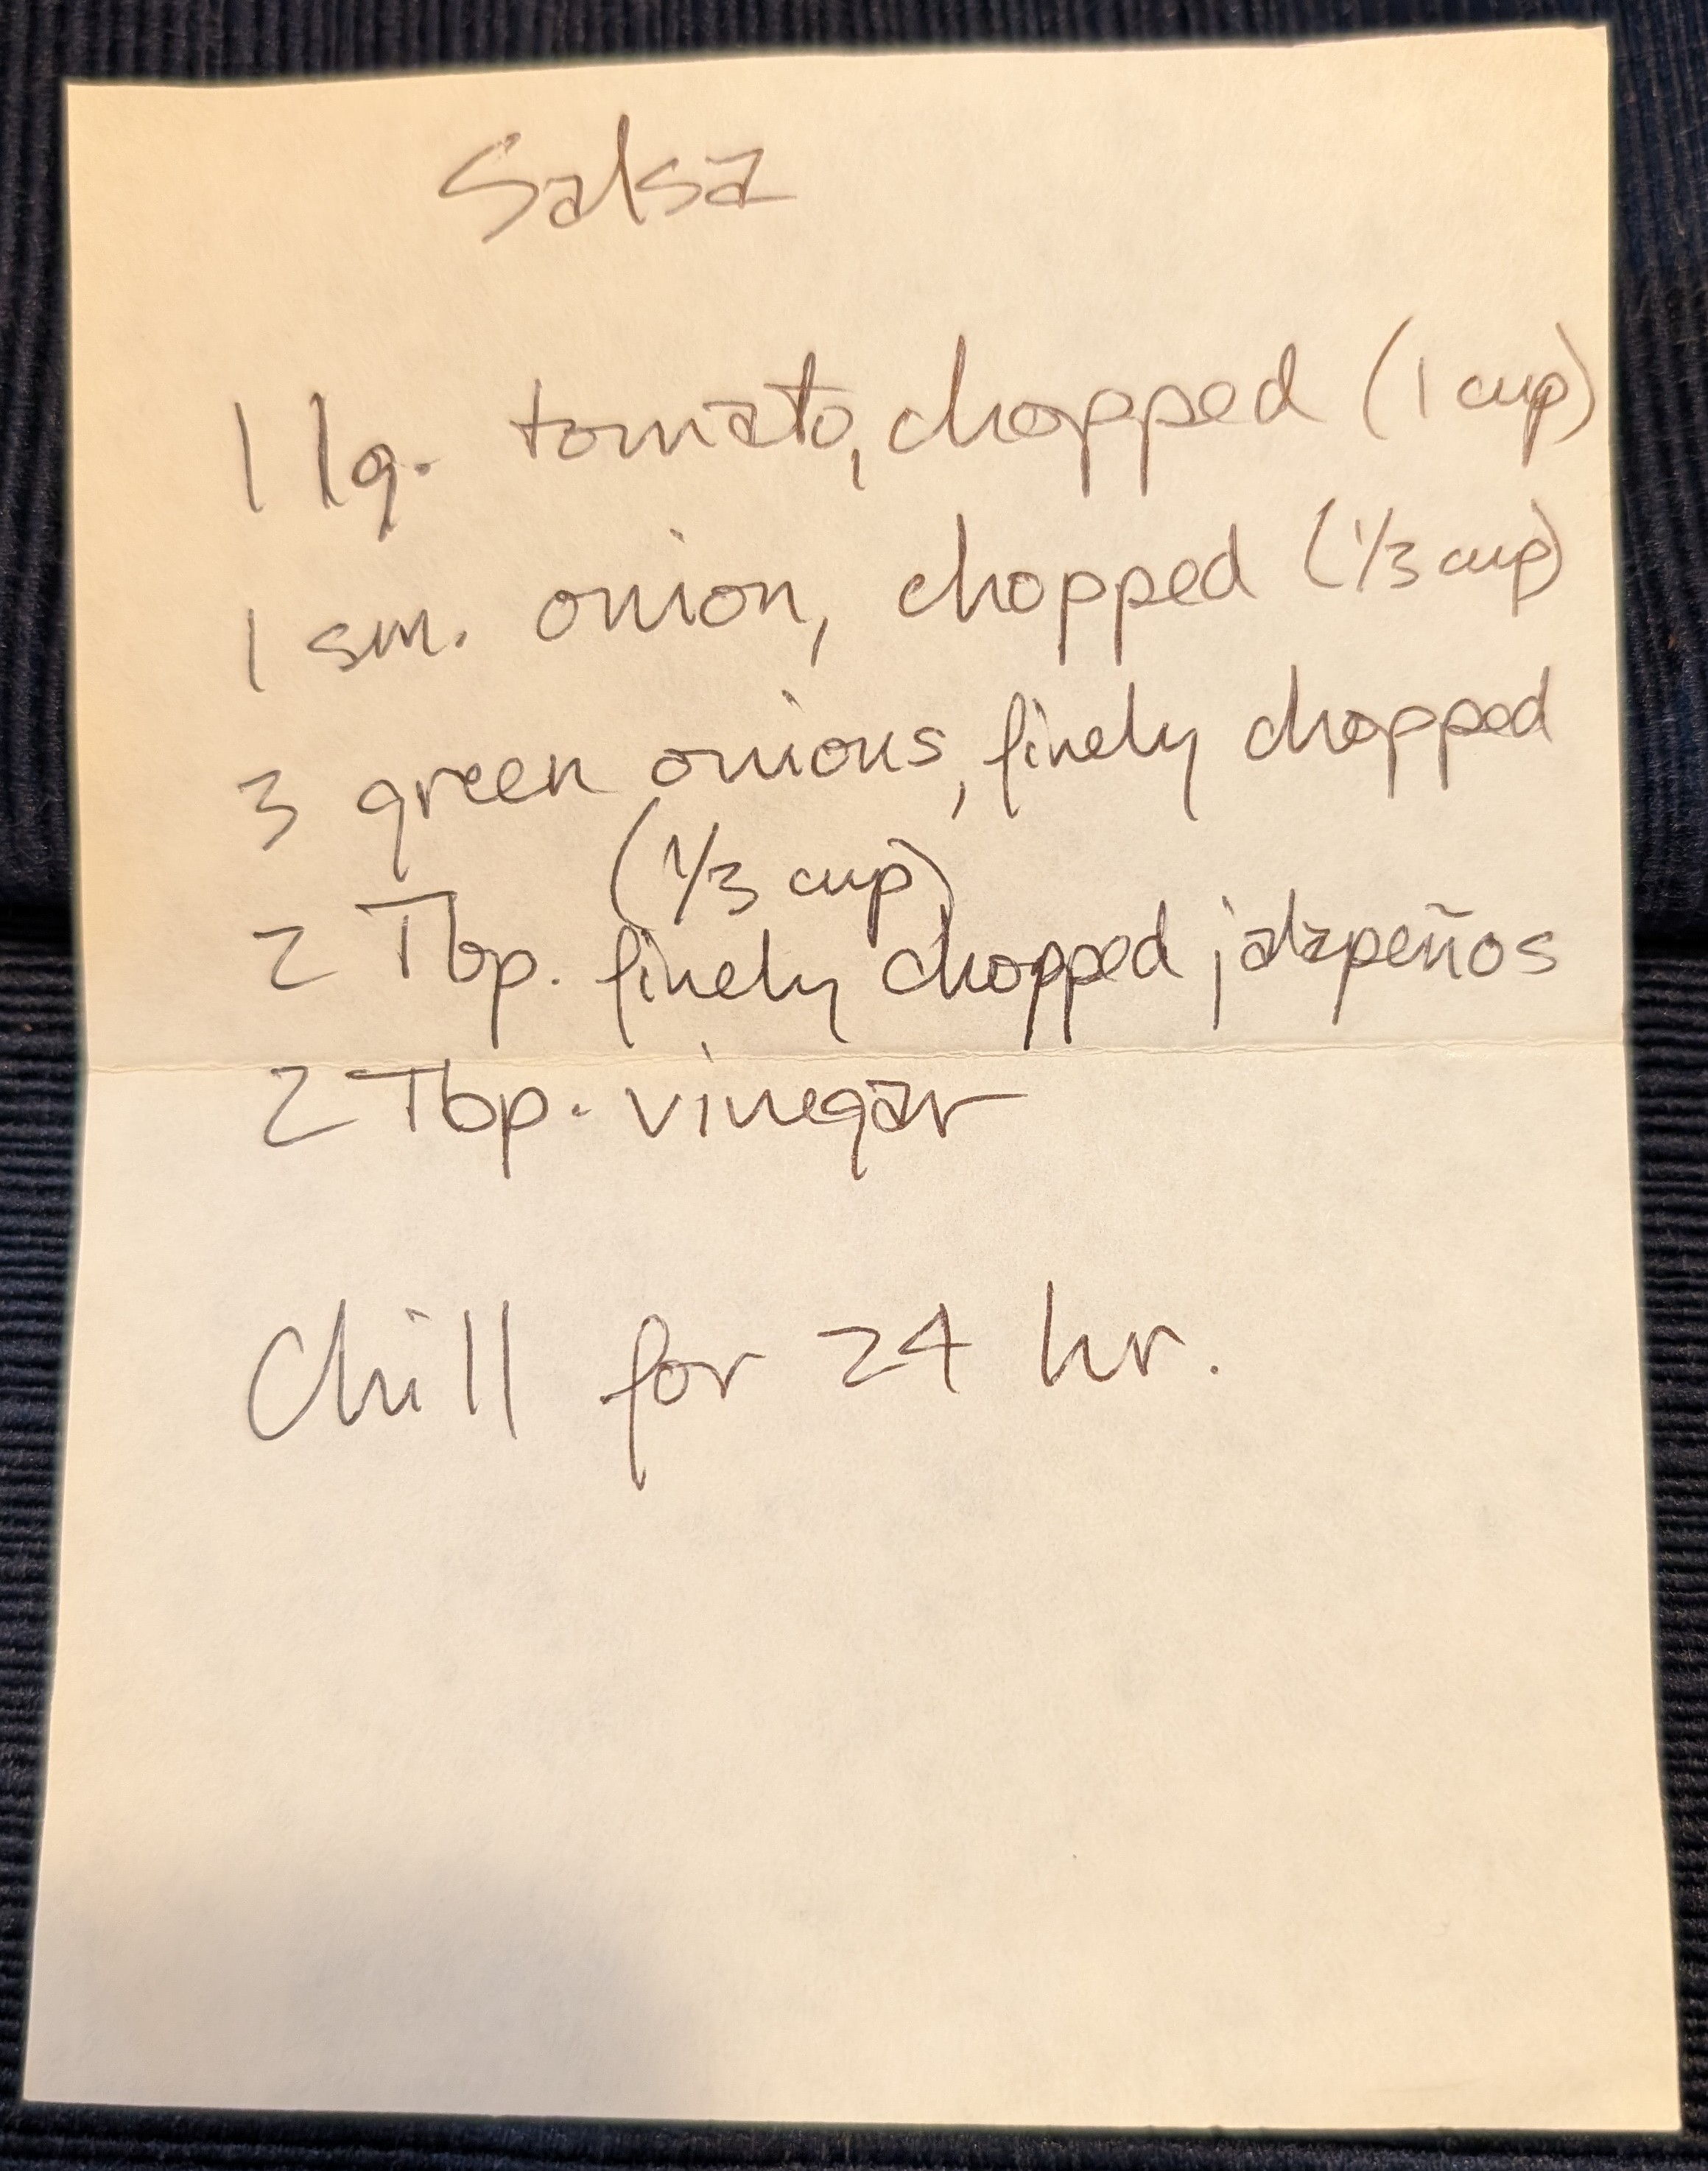 Salsa
1 lg. tomato, chopped (1 cup)
1 sm. onion, chopped (1/3 cup)
3 green onions, finely chopped
(1/3 cup)
2 Tbp. finely chopped jalapeños
2 Tbp. vinegar
Chill for 24 hr.